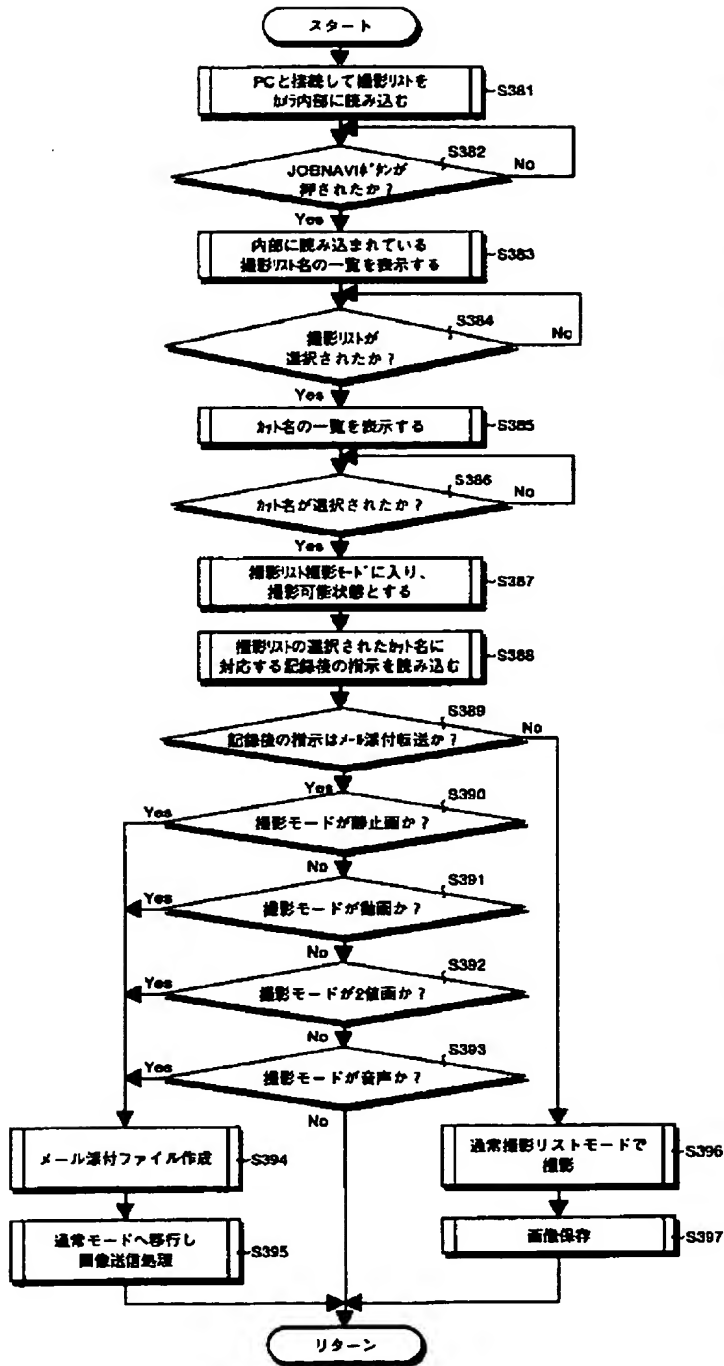 スタート
PCと接続して撮影リストを
カメラ内部に読み込む
S381
S382
JOBNAVIボタンが
押されたか?
No
Yes
内部に読み込まれている
撮影リスト名の一覧を表示する
S383
S384
撮影リストが
選択されたか?
No
Yes
カット名の一覧を表示する
S385
S386
カット名が選択されたか?
No
Yes
撮影リスト撮影モードに入り、
撮影可能状態とする
S387
撮影リストの選択されたカット名に
対応する記録後の指示を読み込む
S388
S389
記録後の指示はメール添付転送か?
No
Yes
S390
Yes
撮影モードが静止画か?
No
S391
Yes
撮影モードが動画か?
No
S392
Yes
撮影モードが2値画か?
No
S393
Yes
撮影モードが音声か?
No
メール添付ファイル作成
S394
通常撮影リストモードで
撮影
S396
通常モードへ移行し
画像送信処理
S395
画像保存
S397
リターン